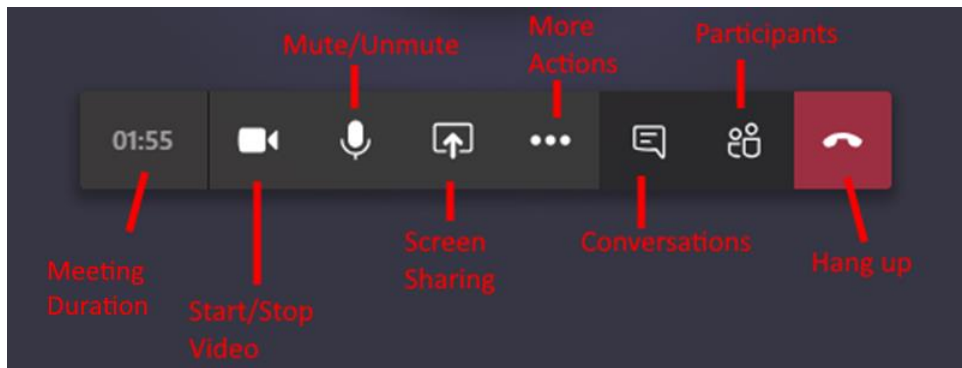 Mute/Unmute
More
Actions
Participants
01:55
Meeting
Duration
Start/Stop
Video
Screen
Sharing
Conversations
Hang up